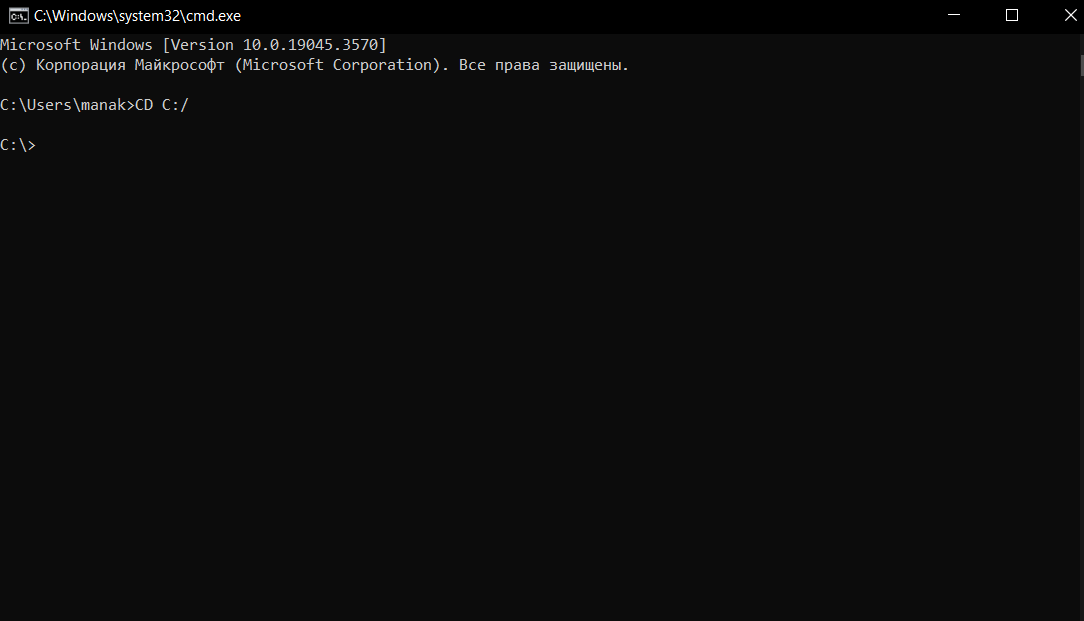 C:\Windows\system32\cmd.exe
Microsoft Windows [Version 10.0.19045.3570]
(c) Корпорация Майкрософт (Microsoft Corporation). Все права защищены.
C:\Users\manak>CD C:/
C:\>